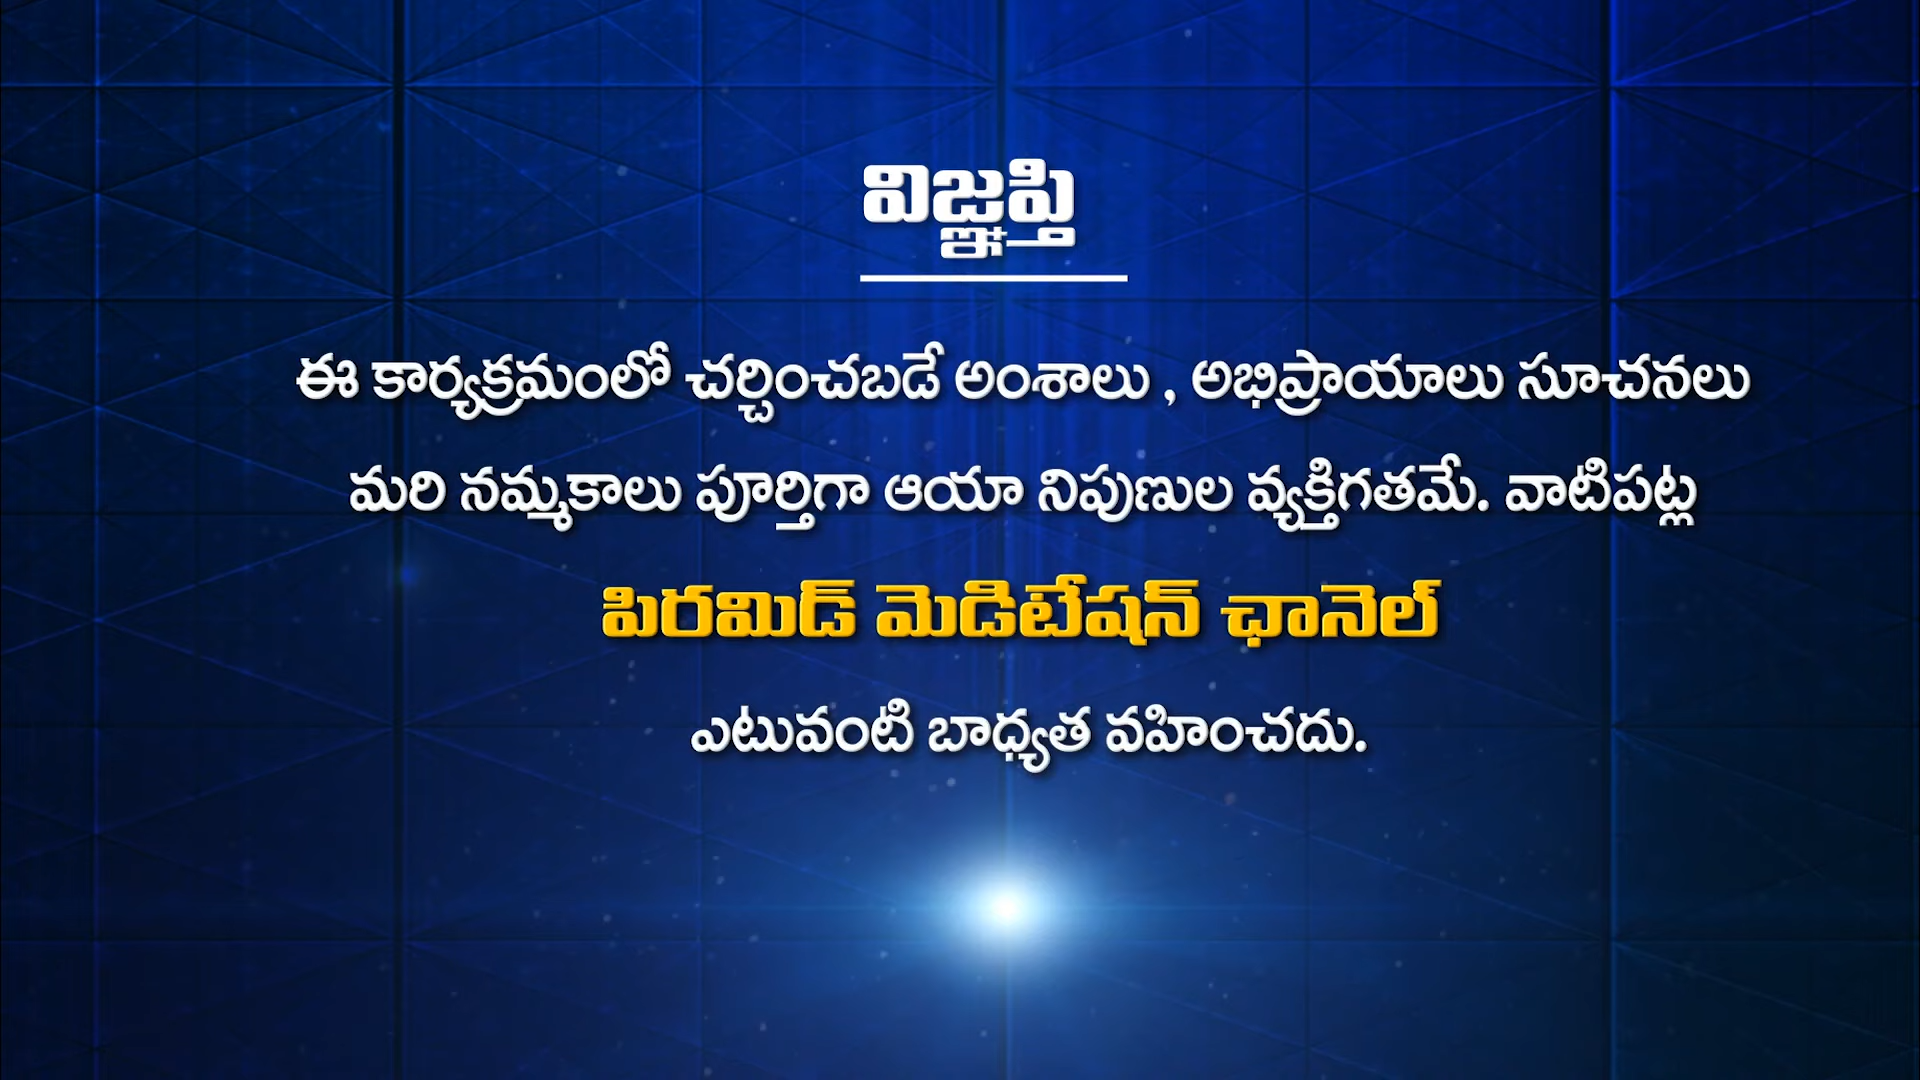 విజ్ఞప్తి
ఈ కార్యక్రమంలో చర్చించబడే అంశాలు , అభిప్రాయాలు సూచనలు
మరి నమ్మకాలు పూర్తిగా ఆయా నిపుణుల వ్యక్తిగతమే. వాటిపట్ల
పిరమిడ్ మెడిటేషన్ ఛానెల్
ఎటువంటి బాధ్యత వహించదు.